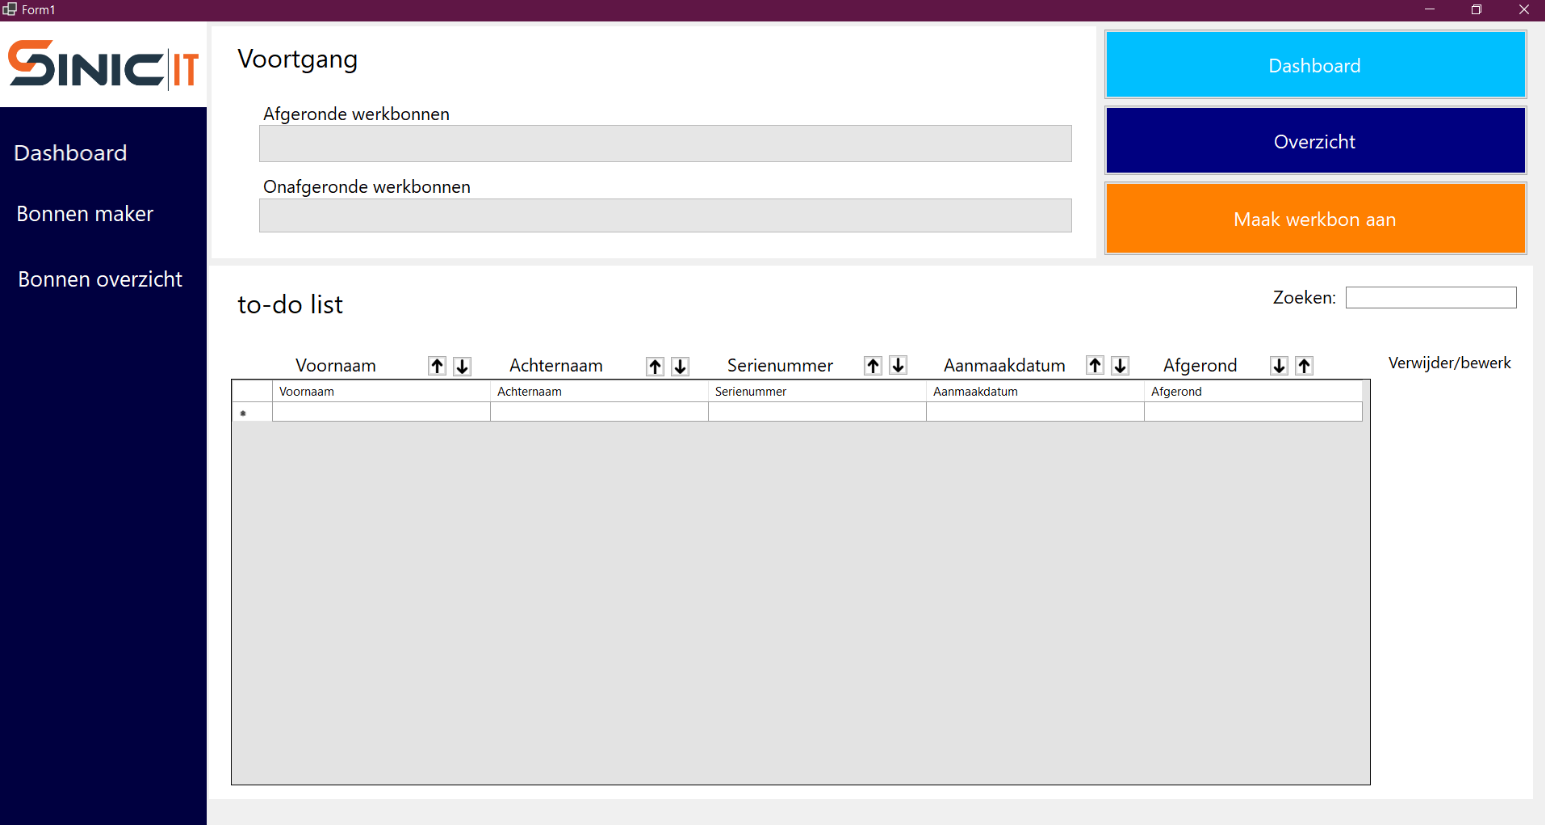 Form1
SINIC IT
Dashboard
Bonnen maker
Bonnen overzicht
Voortgang
Afgeronde werkbonnen
Onafgeronde werkbonnen
Dashboard
Overzicht
Maak werkbon aan
to-do list
Zoeken:
Voornaam Achternaam Serienummer Aanmaakdatum Afgerond Verwijder/bewerk
Voornaam Achternaam Serienummer Aanmaakdatum Afgerond